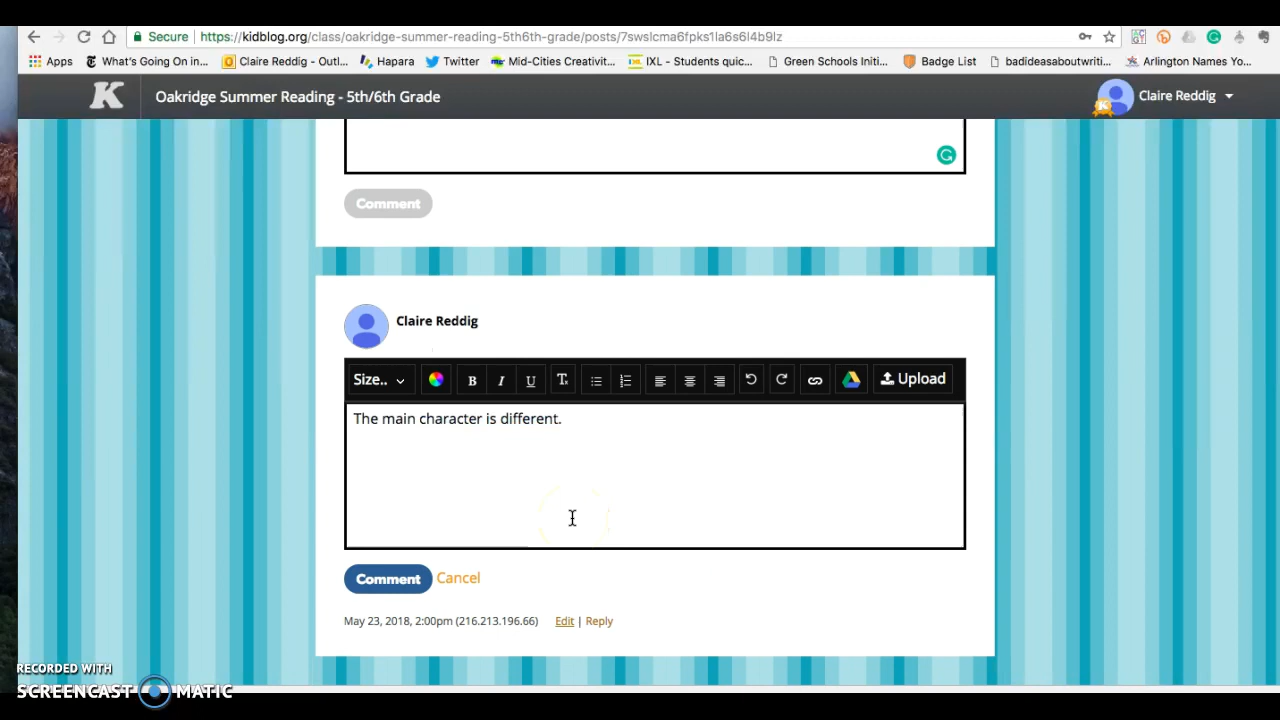 Secure https://kidblog.org/class/oakridge-summer-reading-5th6th-grade/posts/7swslcma6fpks1la6s6l4b9lz
Apps What's Going On in... Claire Reddig - Outl... Hapara Twitter Mid-Cities Creativit... IXL - Students quic... Green Schools Initi... Badge List badideasaboutwriti... Arlington Names Yo...
K Oakridge Summer Reading - 5th/6th Grade Claire Reddig
Comment
Claire Reddig
Size.. B I U Tx Upload
The main character is different.
Comment Cancel
May 23, 2018, 2:00pm (216.213.196.66) Edit | Reply
RECORDED WITH
SCREENCAST MATIC